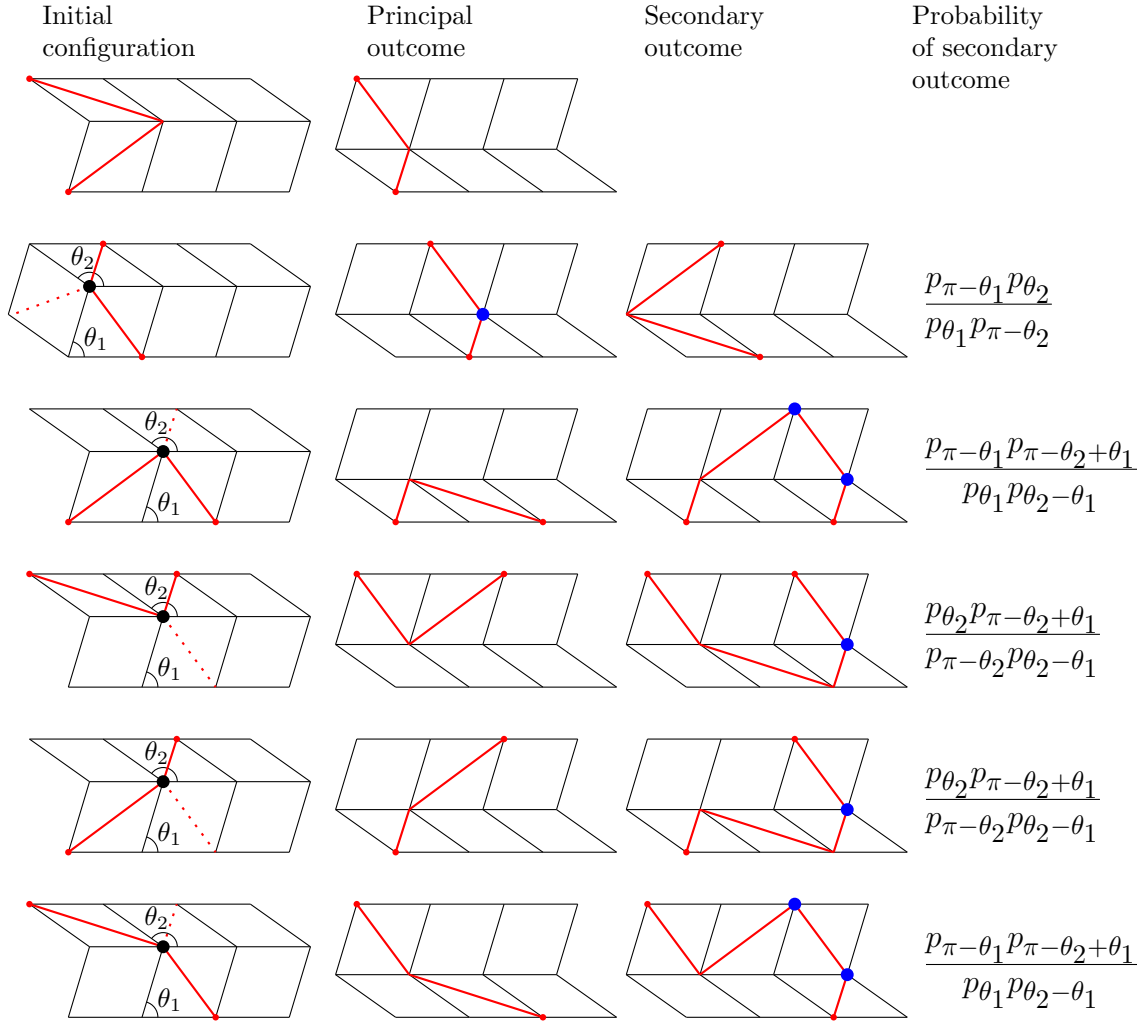 Initial configuration
Principal outcome
Secondary outcome
Probability of secondary outcome
θ₂
θ₁
p_{π−θ₁}p_{θ₂} / p_{θ₁}p_{π−θ₂}
θ₂
θ₁
p_{π−θ₁}p_{π−θ₂+θ₁} / p_{θ₁}p_{θ₂−θ₁}
θ₂
θ₁
p_{θ₂}p_{π−θ₂+θ₁} / p_{π−θ₂}p_{θ₂−θ₁}
θ₂
θ₁
p_{θ₂}p_{π−θ₂+θ₁} / p_{π−θ₂}p_{θ₂−θ₁}
θ₂
θ₁
p_{π−θ₁}p_{π−θ₂+θ₁} / p_{θ₁}p_{θ₂−θ₁}